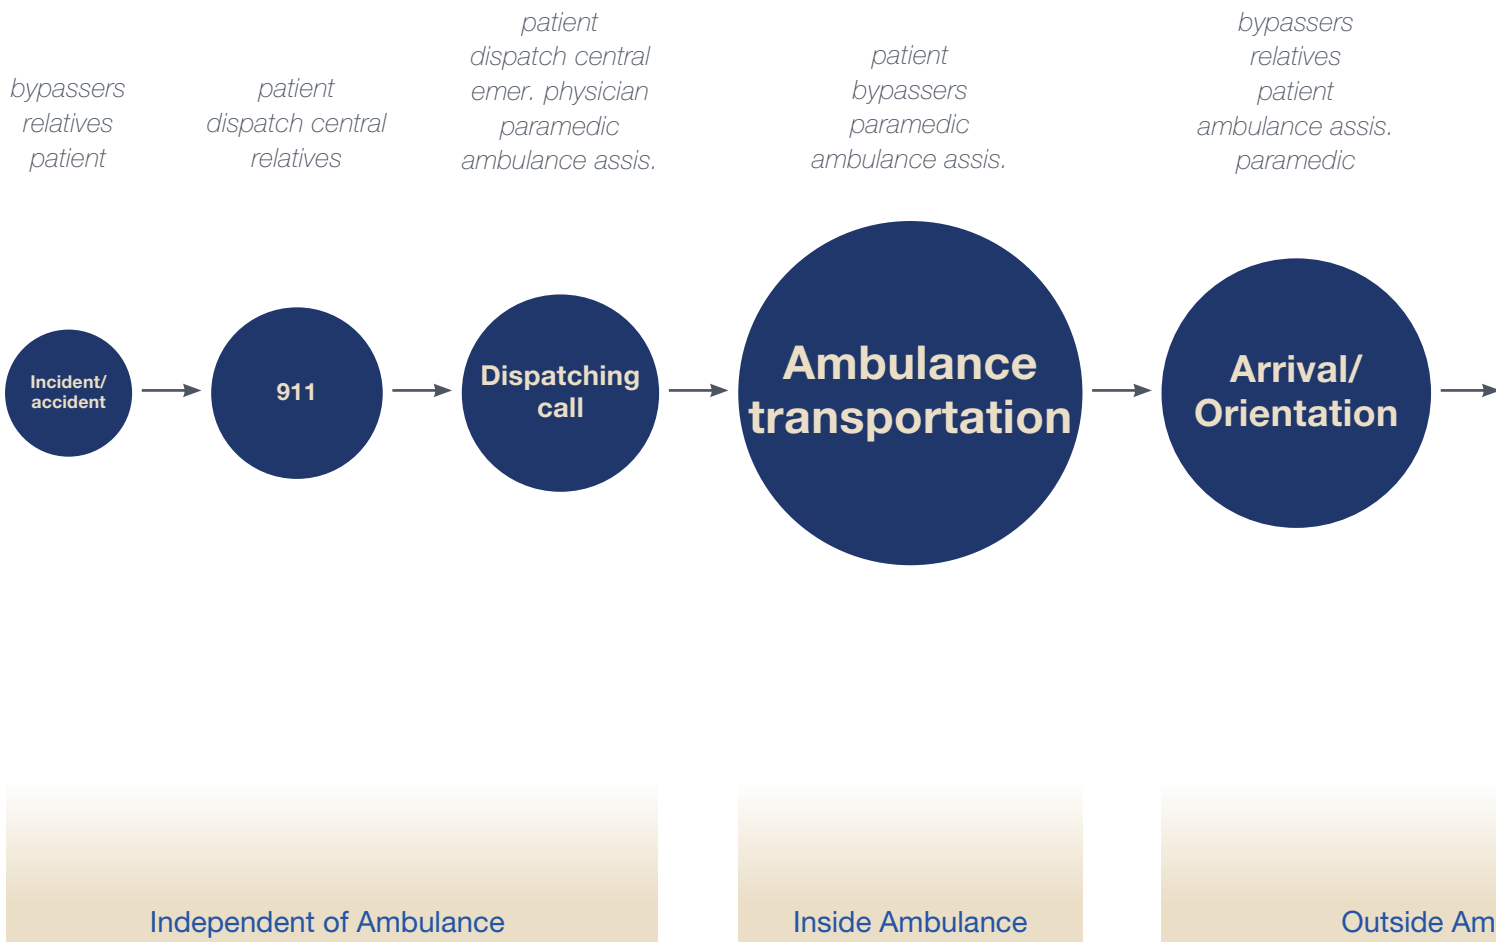 bypassers
relatives
patient
patient
dispatch central
relatives
patient
dispatch central
emer. physician
paramedic
ambulance assis.
patient
bypassers
paramedic
ambulance assis.
bypassers
relatives
patient
ambulance assis.
paramedic
Incident/
accident
911
Dispatching
call
Ambulance
transportation
Arrival/
Orientation
Independent of Ambulance
Inside Ambulance
Outside Am